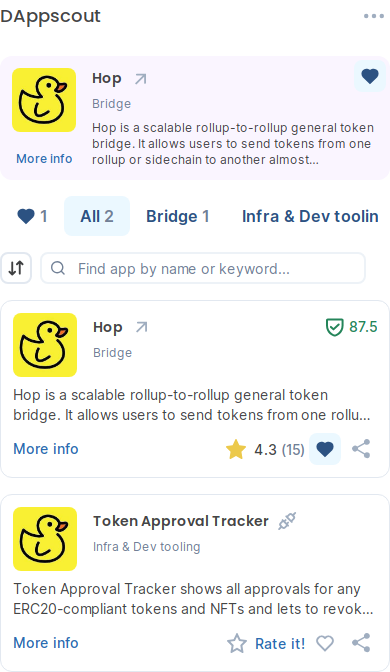 DAppscout
Hop
Bridge
Hop is a scalable rollup-to-rollup general token
bridge. It allows users to send tokens from one
rollup or sidechain to another almost...
More info
1 All 2 Bridge 1 Infra & Dev toolin
Find app by name or keyword...
Hop 87.5
Bridge
Hop is a scalable rollup-to-rollup general token
bridge. It allows users to send tokens from one rollu...
More info 4.3 (15)
Token Approval Tracker
Infra & Dev tooling
Token Approval Tracker shows all approvals for any
ERC20-compliant tokens and NFTs and lets to revok...
More info Rate it!